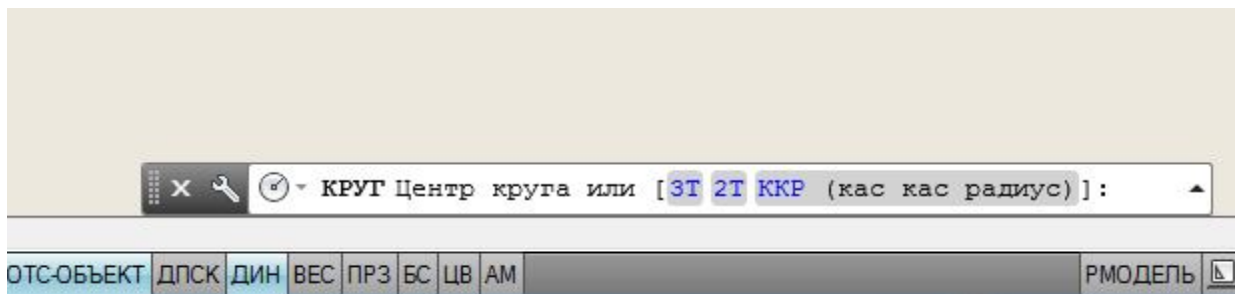 КРУГ Центр круга или [3Т 2Т ККР (кас кас радиус)]:
ОТС-ОБЪЕКТ ДПСК ДИН ВЕС ПРЗ БС ЦВ АМ РМОДЕЛЬ